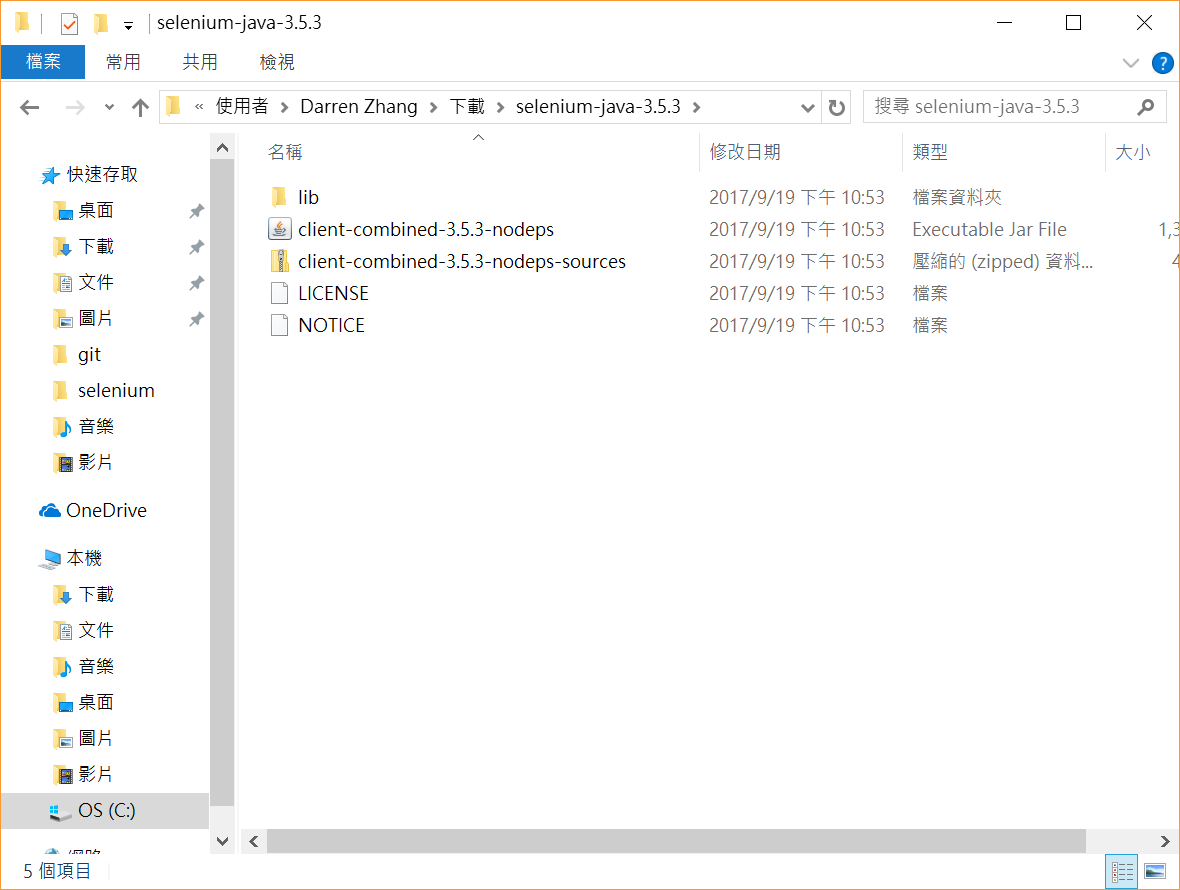 selenium-java-3.5.3
檔案 常用 共用 檢視 ?
« 使用者 > Darren Zhang > 下載 > selenium-java-3.5.3 > 搜尋 selenium-java-3.5.3
名稱 修改日期 類型 大小
快速存取
lib 2017/9/19 下午 10:53 檔案資料夾
桌面
client-combined-3.5.3-nodeps 2017/9/19 下午 10:53 Executable Jar File 1,3
下載
client-combined-3.5.3-nodeps-sources 2017/9/19 下午 10:53 壓縮的 (zipped) 資料... 4
文件
LICENSE 2017/9/19 下午 10:53 檔案
圖片
NOTICE 2017/9/19 下午 10:53 檔案
git
selenium
音樂
影片
OneDrive
本機
下載
文件
音樂
桌面
圖片
影片
OS (C:)
網路
5 個項目